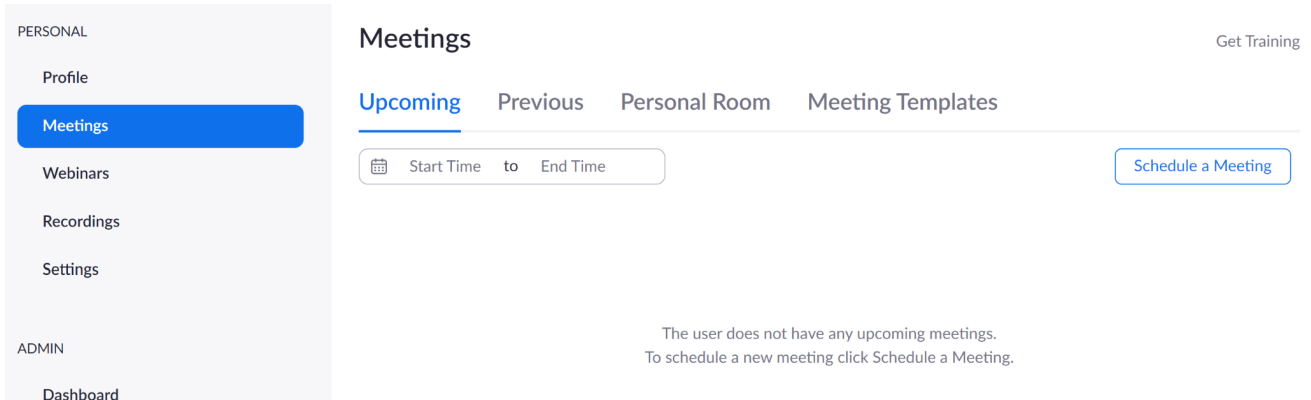 PERSONAL
Profile
Meetings
Webinars
Recordings
Settings
ADMIN
Dashboard
Meetings
Get Training
Upcoming Previous Personal Room Meeting Templates
Start Time to End Time
Schedule a Meeting
The user does not have any upcoming meetings.
To schedule a new meeting click Schedule a Meeting.